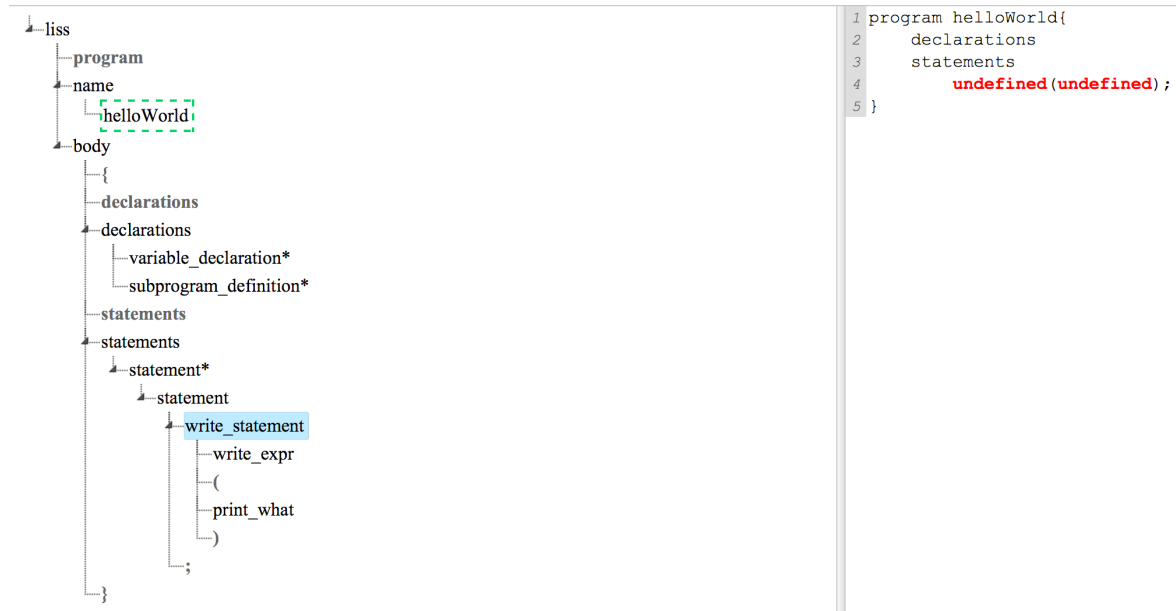 liss
program
name
helloWorld
body
{
declarations
declarations
variable_declaration*
subprogram_definition*
statements
statements
statement*
statement
write_statement
write_expr
(
print_what
)
;
}
1 program helloWorld{
2 declarations
3 statements
4 undefined(undefined);
5 }